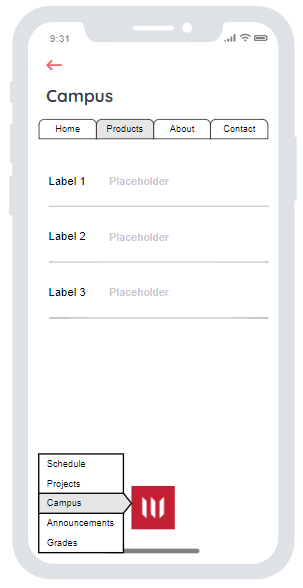 9:31
Campus
Home Products About Contact
Label 1 Placeholder
Label 2 Placeholder
Label 3 Placeholder
Schedule
Projects
Campus
Announcements
Grades